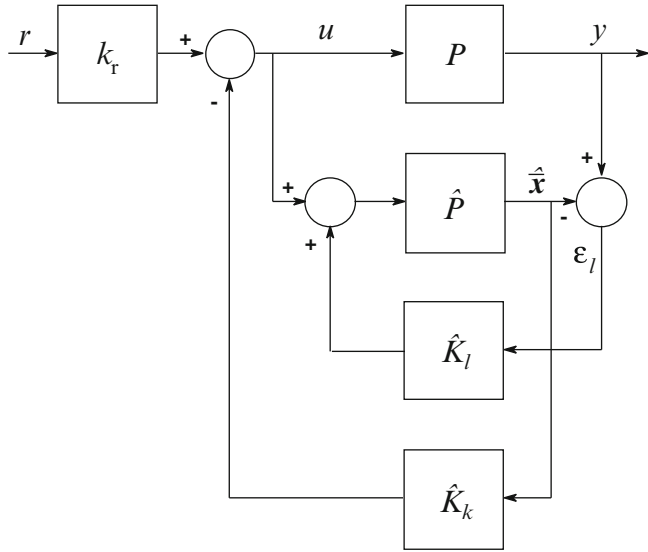 r
k_r
+
-
u
P
y
+
+
P̂
x̄̂
+
-
ε_l
K̂_l
K̂_k